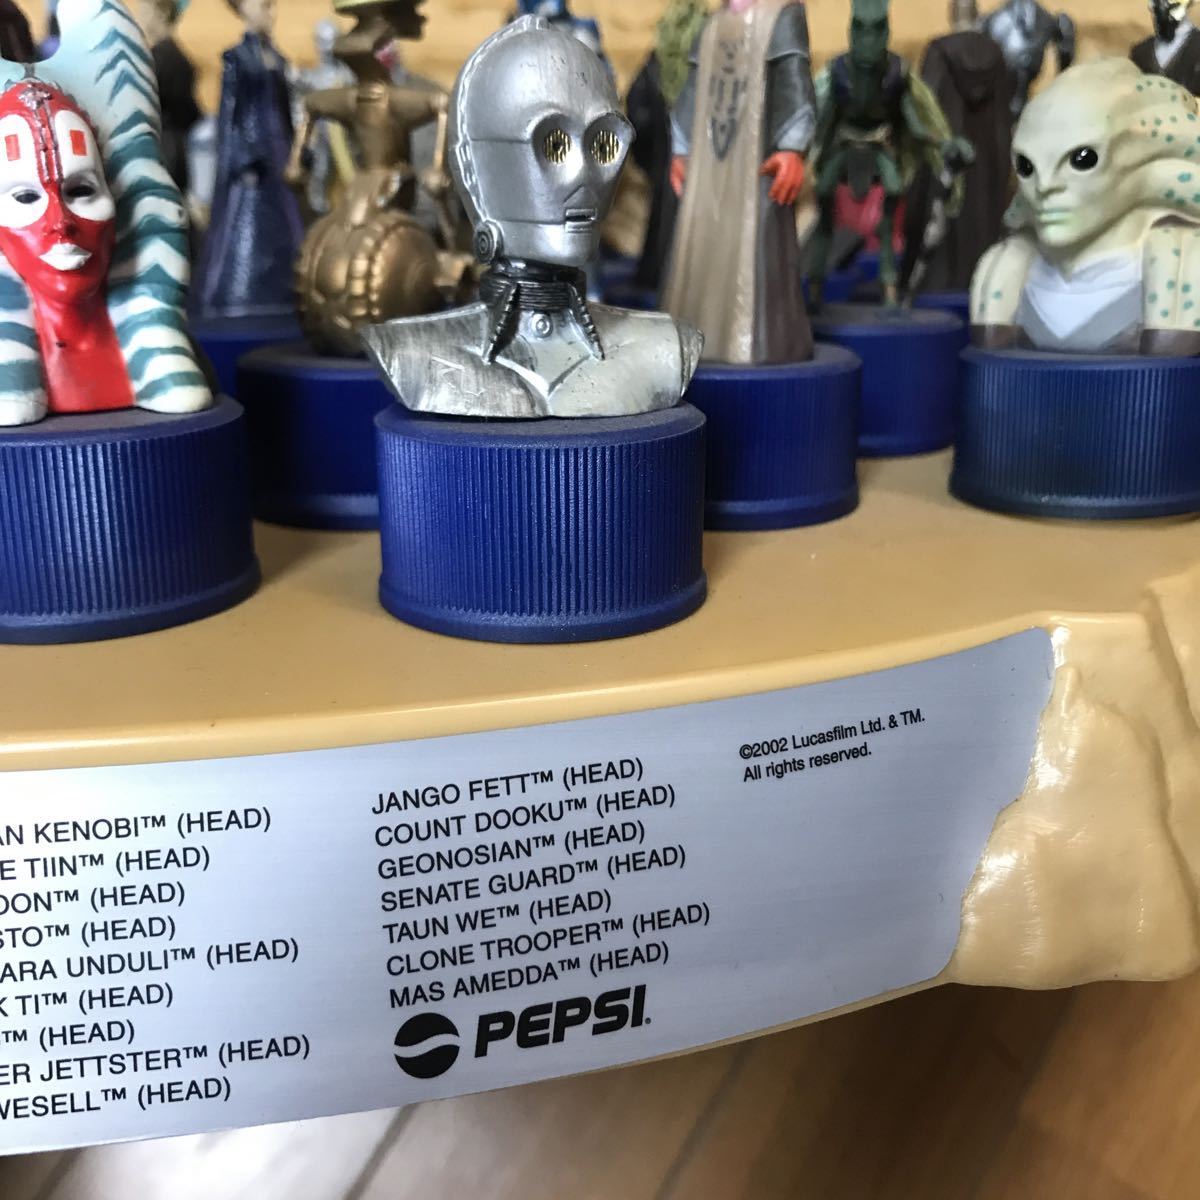 AN KENOBI™ (HEAD)
E TIIN™ (HEAD)
OON™ (HEAD)
STO™ (HEAD)
ARA UNDULI™ (HEAD)
K TI™ (HEAD)
™ (HEAD)
ER JETTSTER™ (HEAD)
WESELL™ (HEAD)
JANGO FETT™ (HEAD)
COUNT DOOKU™ (HEAD)
GEONOSIAN™ (HEAD)
SENATE GUARD™ (HEAD)
TAUN WE™ (HEAD)
CLONE TROOPER™ (HEAD)
MAS AMEDDA™ (HEAD)
PEPSI.
©2002 Lucasfilm Ltd. & TM.
All rights reserved.